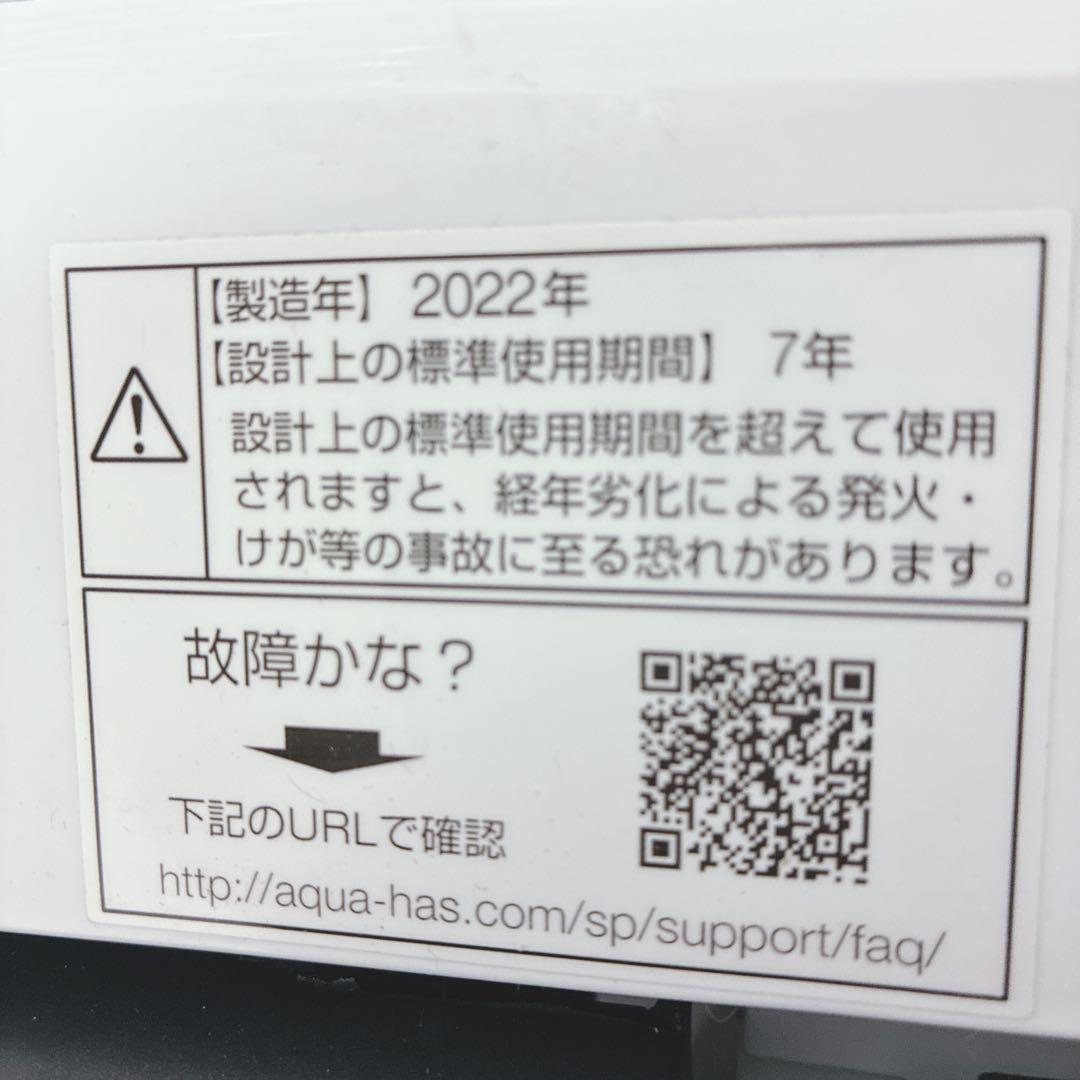 【製造年】 2022年
【設計上の標準使用期間】 7年
設計上の標準使用期間を超えて使用
されますと、経年劣化による発火・
けが等の事故に至る恐れがあります。
故障かな？
下記のURLで確認
http://aqua-has.com/sp/support/faq/